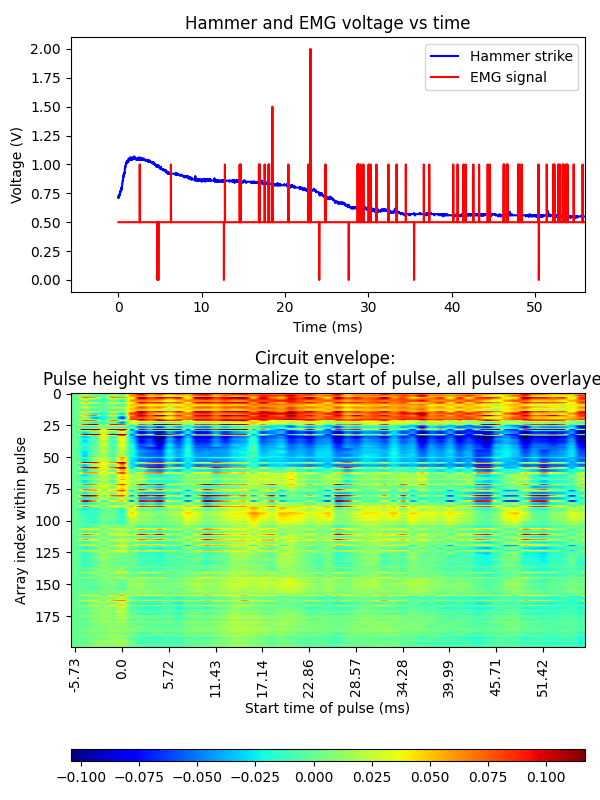 Hammer and EMG voltage vs time
2.00
1.75
1.50
1.25
1.00
0.75
0.50
0.25
0.00
Voltage (V)
Hammer strike
EMG signal
0 10 20 30 40 50
Time (ms)
Circuit envelope:
Pulse height vs time normalize to start of pulse, all pulses overlaye
0
25
50
75
100
125
150
175
Array index within pulse
-5.73 0.0 5.72 11.43 17.14 22.86 28.57 34.28 39.99 45.71 51.42
Start time of pulse (ms)
−0.100 −0.075 −0.050 −0.025 0.000 0.025 0.050 0.075 0.100